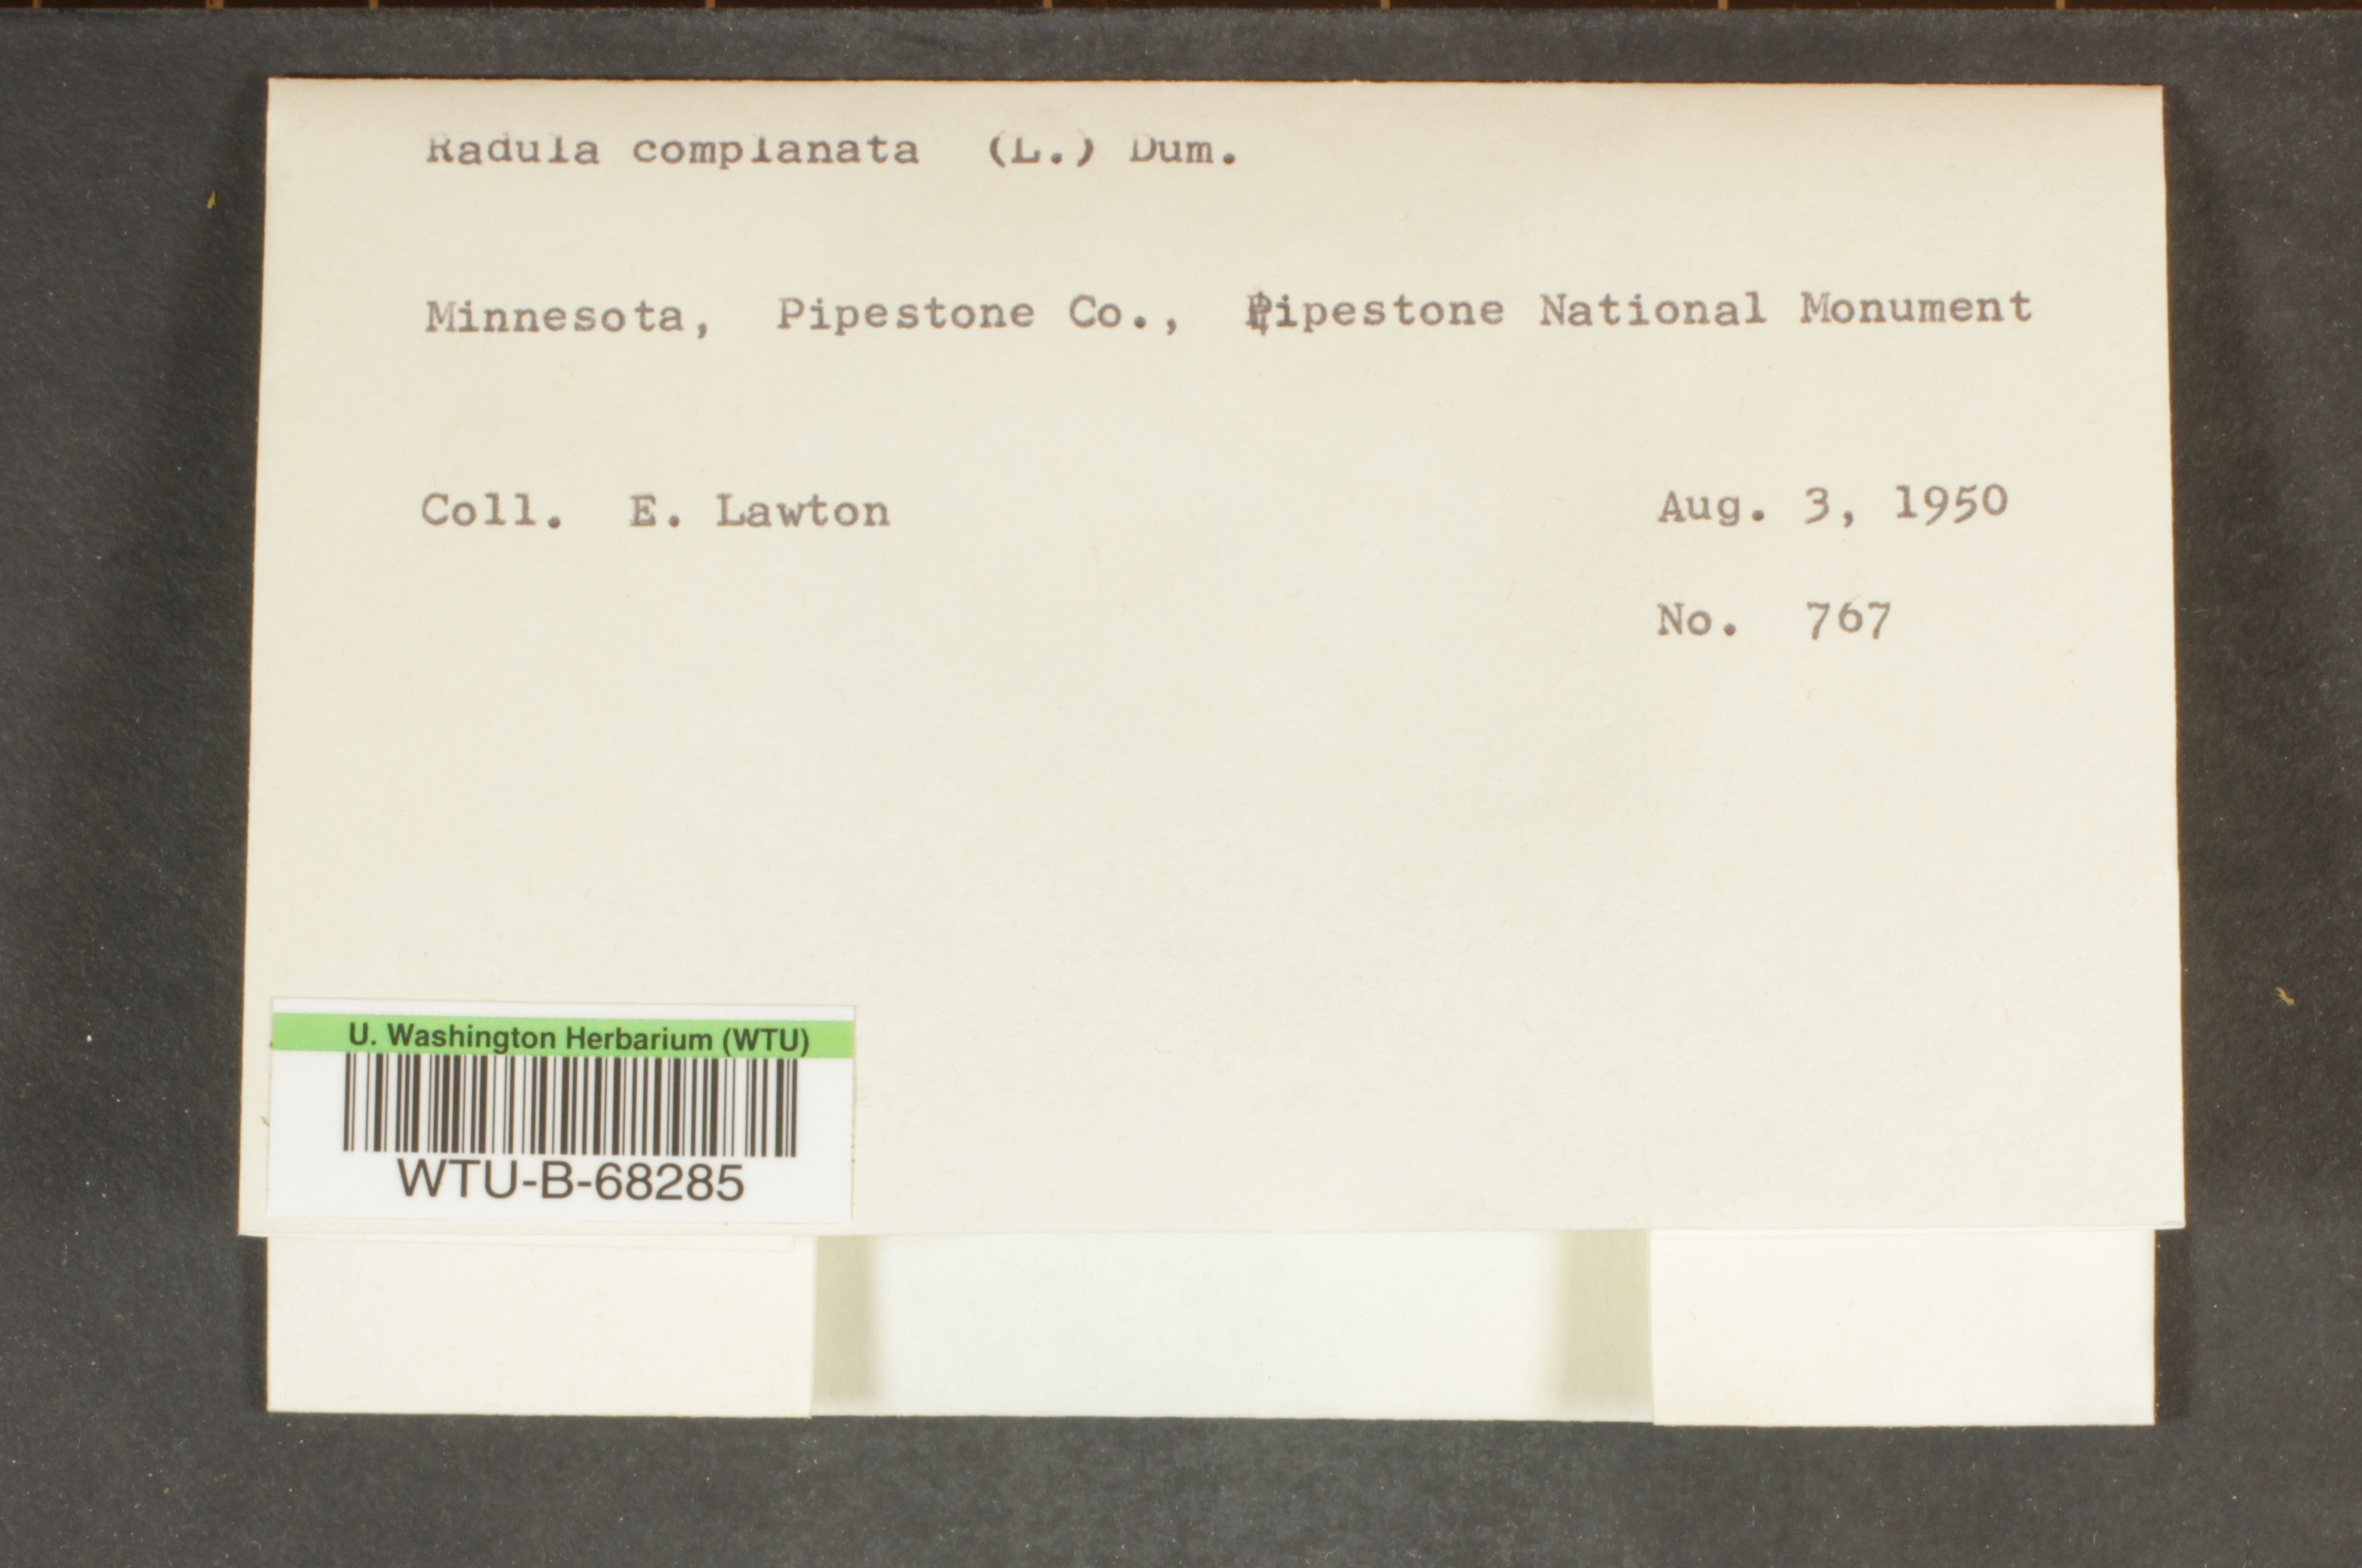 Radula complanata (L.) Dum.
Minnesota, Pipestone Co., Pipestone National Monument
Coll. E. Lawton
Aug. 3, 1950
No. 767
U. Washington Herbarium (WTU)
WTU-B-68285